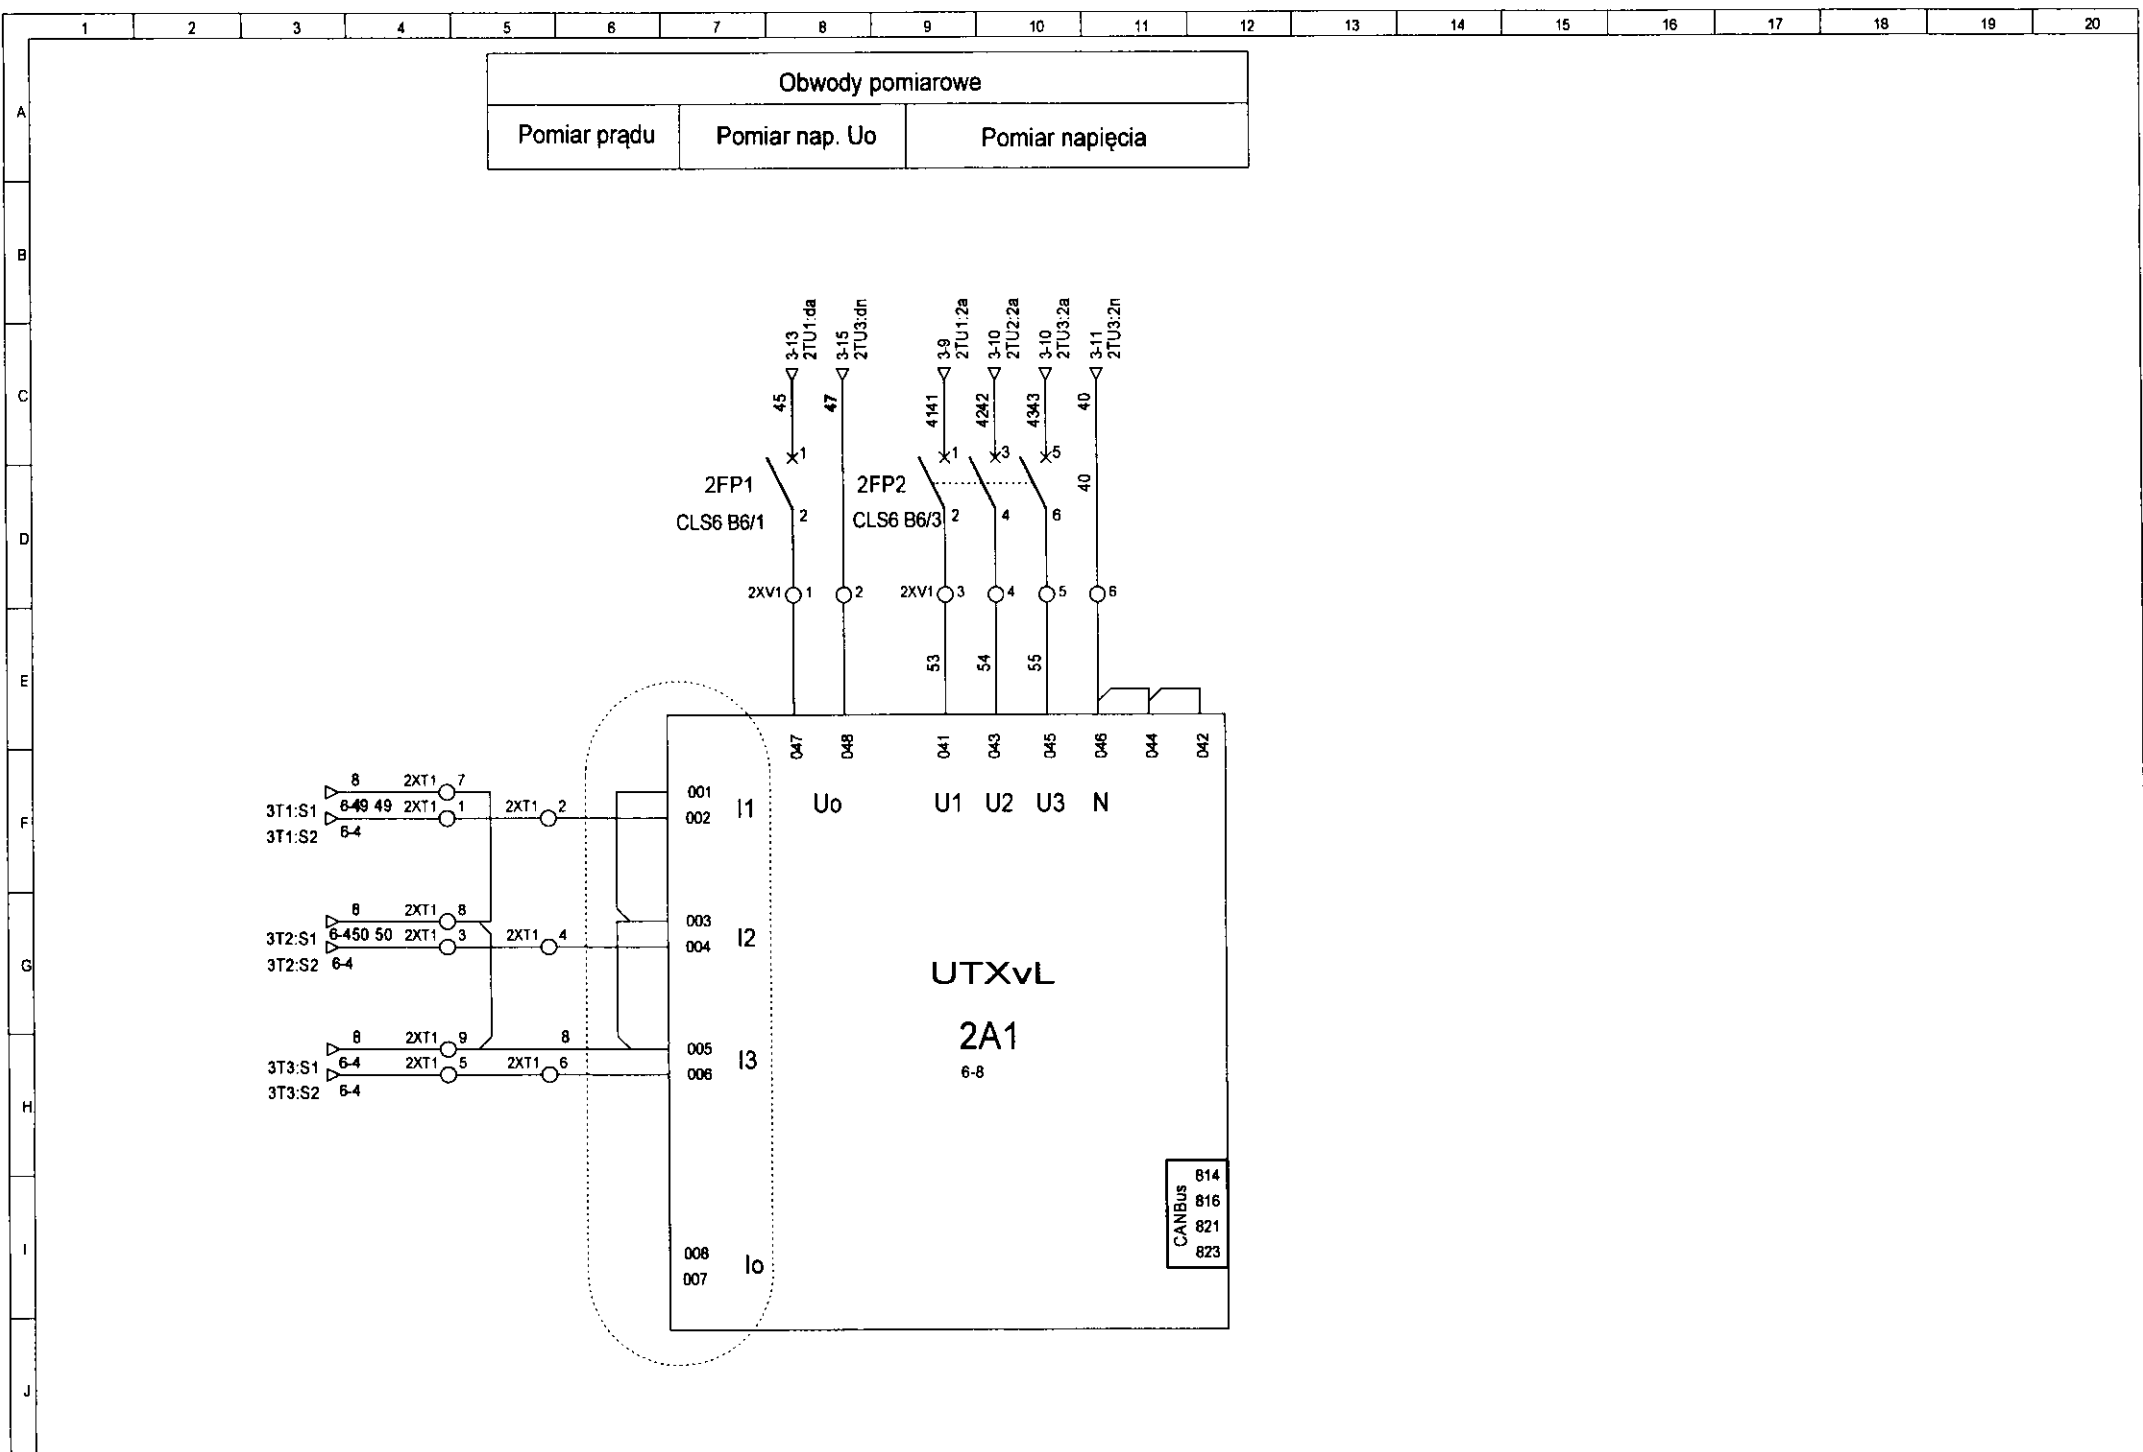 1 2 3 4 5 6 7 8 9 10 11 12 13 14 15 16 17 18 19 20
Obwody pomiarowe
Pomiar prądu Pomiar nap. Uo Pomiar napięcia
A
B
C
D
E
F
G
H
I
J
3-13
2TU1:da
3-15
2TU3:dn
3-9
2TU1:2a
3-10
2TU2:2a
3-10
2TU3:2a
3-11
2TU3:2n
45 47 4141 4242 4343 40
1 1 3 5
2FP1 2FP2 40
CLS6 B6/1 2 CLS6 B6/3 2 4 6
2XV1 1 2 2XV1 3 4 5 6
53 54 55
047 048 041 043 045 046 044 042
Uo U1 U2 U3 N
8 2XT1 7
3T1:S1 6-49 49 2XT1 1 2XT1 2
3T1:S2 6-4
001
002 I1
8 2XT1 8
3T2:S1 6-450 50 2XT1 3 2XT1 4
3T2:S2 6-4
003
004 I2
8 2XT1 9 8
3T3:S1 6-4 2XT1 5 2XT1 6
3T3:S2 6-4
005
006 I3
UTXvL
2A1
6-8
008
007 Io
CANBus
814
816
821
823